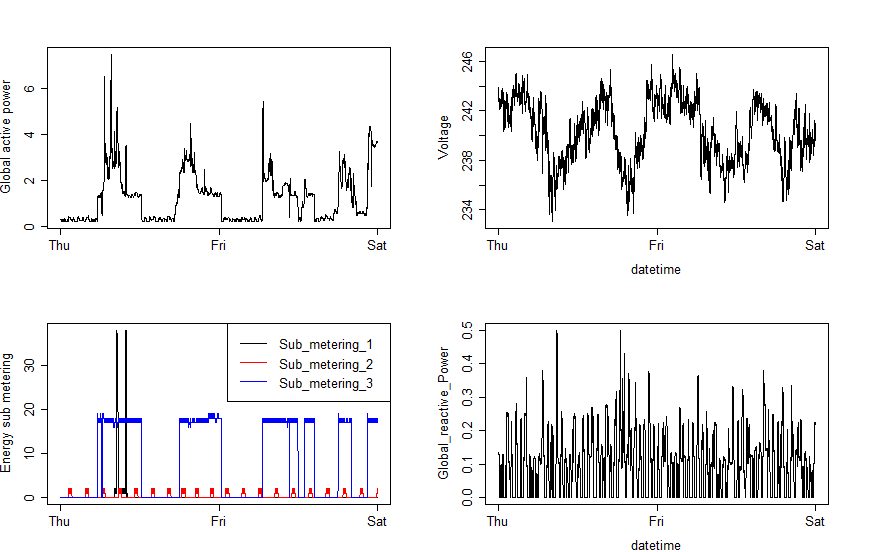 Global active power
6
4
2
0
Thu Fri Sat
Voltage
246
242
238
234
Thu Fri Sat
datetime
Energy sub metering
30
20
10
0
Sub_metering_1
Sub_metering_2
Sub_metering_3
Thu Fri Sat
Global_reactive_Power
0.5
0.4
0.3
0.2
0.1
0.0
Thu Fri Sat
datetime